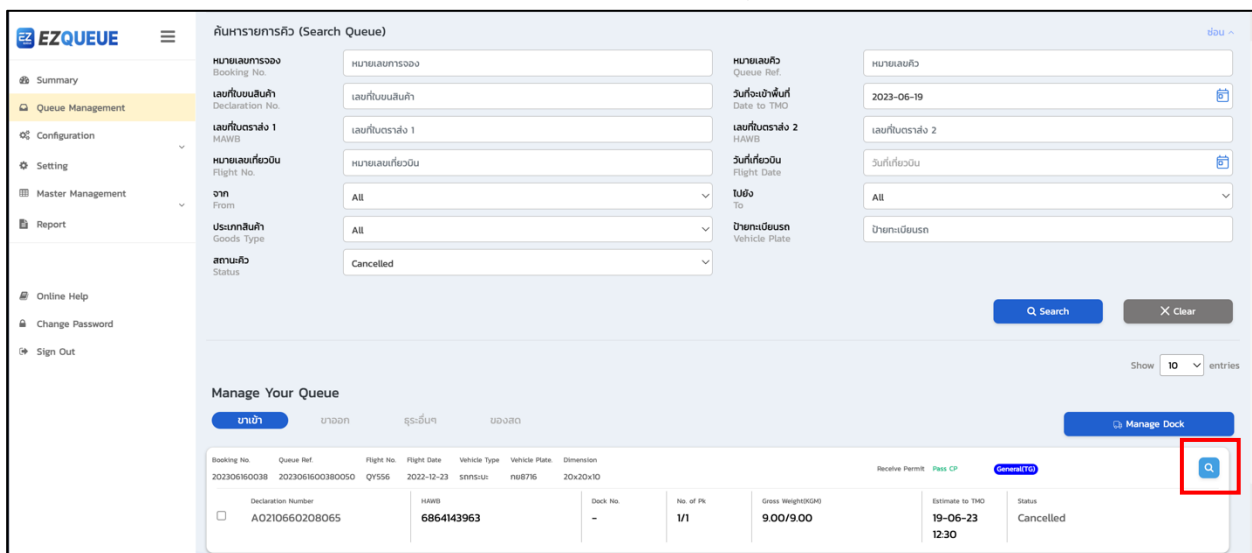 EZ EZQUEUE
Summary
Queue Management
Configuration
Setting
Master Management
Report
Online Help
Change Password
Sign Out
ค้นหารายการคิว (Search Queue)
ซ่อน
หมายเลขการจอง หมายเลขการจอง หมายเลขคิว หมายเลขคิว
Booking No. Queue Ref.
เลขที่ใบขนสินค้า เลขที่ใบขนสินค้า วันที่จะเข้าพื้นที่ 2023-06-19
Declaration No. Date to TMO
เลขที่ใบตราส่ง 1 เลขที่ใบตราส่ง 1 เลขที่ใบตราส่ง 2 เลขที่ใบตราส่ง 2
MAWB HAWB
หมายเลขเที่ยวบิน หมายเลขเที่ยวบิน วันที่เที่ยวบิน วันที่เที่ยวบิน
Flight No. Flight Date
จาก All ไปยัง All
From To
ประเภทสินค้า All ป้ายทะเบียนรถ ป้ายทะเบียนรถ
Goods Type Vehicle Plate
สถานะคิว Cancelled
Status
Search Clear
Show 10 entries
Manage Your Queue
ขาเข้า ขาออก ธุระอื่นๆ ของสด Manage Dock
Booking No. Queue Ref. Flight No. Flight Date Vehicle Type Vehicle Plate. Dimension
202306160038 2023061600380050 QY556 2022-12-23 รถกระบะ กข8716 20x20x10
Receive Permit Pass CP General(TG)
Declaration Number HAWB Dock No. No. of Pk Gross Weight(KGM) Estimate to TMO Status
A0210660208065 6864143963 - 1/1 9.00/9.00 19-06-23 Cancelled
12:30